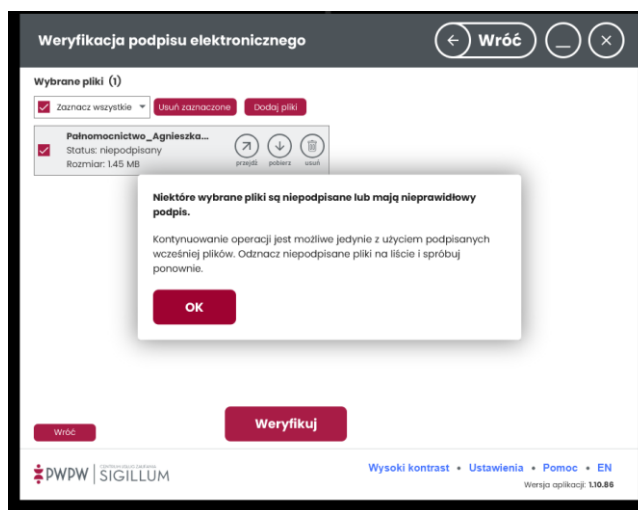 Weryfikacja podpisu elektronicznego
Wróć
Wybrane pliki (1)
Zaznacz wszystkie
Usuń zaznaczone
Dodaj pliki
Pałnomocnictwo_Agnieszka...
Status: niepodpisany
Rozmiar: 1.45 MB
przejdź
pobierz
usuń
Niektóre wybrane pliki są niepodpisane lub mają nieprawidłowy
podpis.
Kontynuowanie operacji jest możliwe jedynie z użyciem podpisanych
wcześniej plików. Odznacz niepodpisane pliki na liście i spróbuj
ponownie.
OK
Weryfikuj
Wróć
PWPW
SIGILLUM
Wysoki kontrast • Ustawienia • Pomoc • EN
Wersja aplikacji: 1.10.86